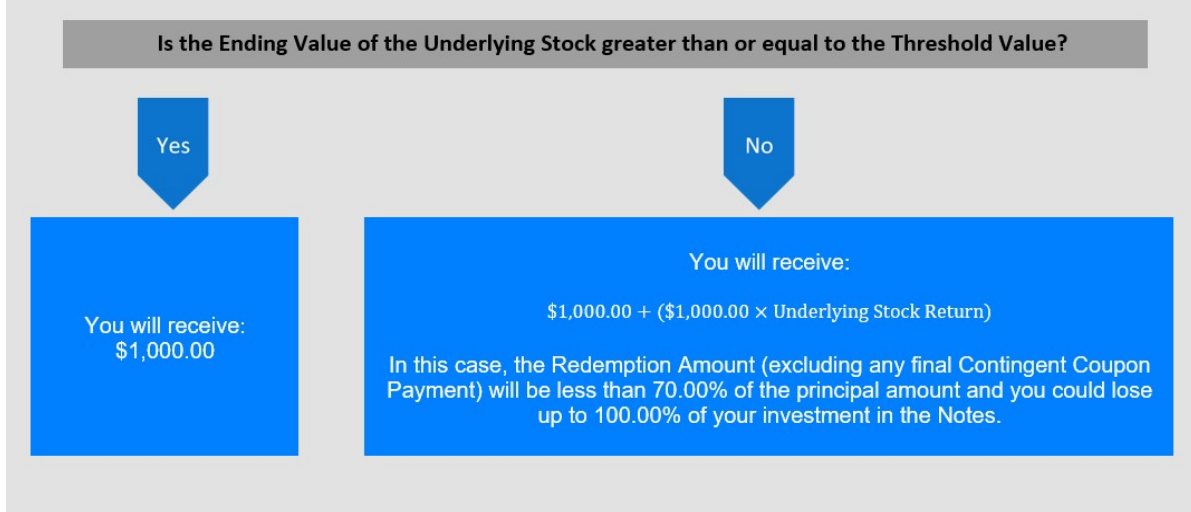 Is the Ending Value of the Underlying Stock greater than or equal to the Threshold Value?
Yes
No
You will receive:
$1,000.00
You will receive:
$1,000.00 + ($1,000.00 × Underlying Stock Return)
In this case, the Redemption Amount (excluding any final Contingent Coupon
Payment) will be less than 70.00% of the principal amount and you could lose
up to 100.00% of your investment in the Notes.